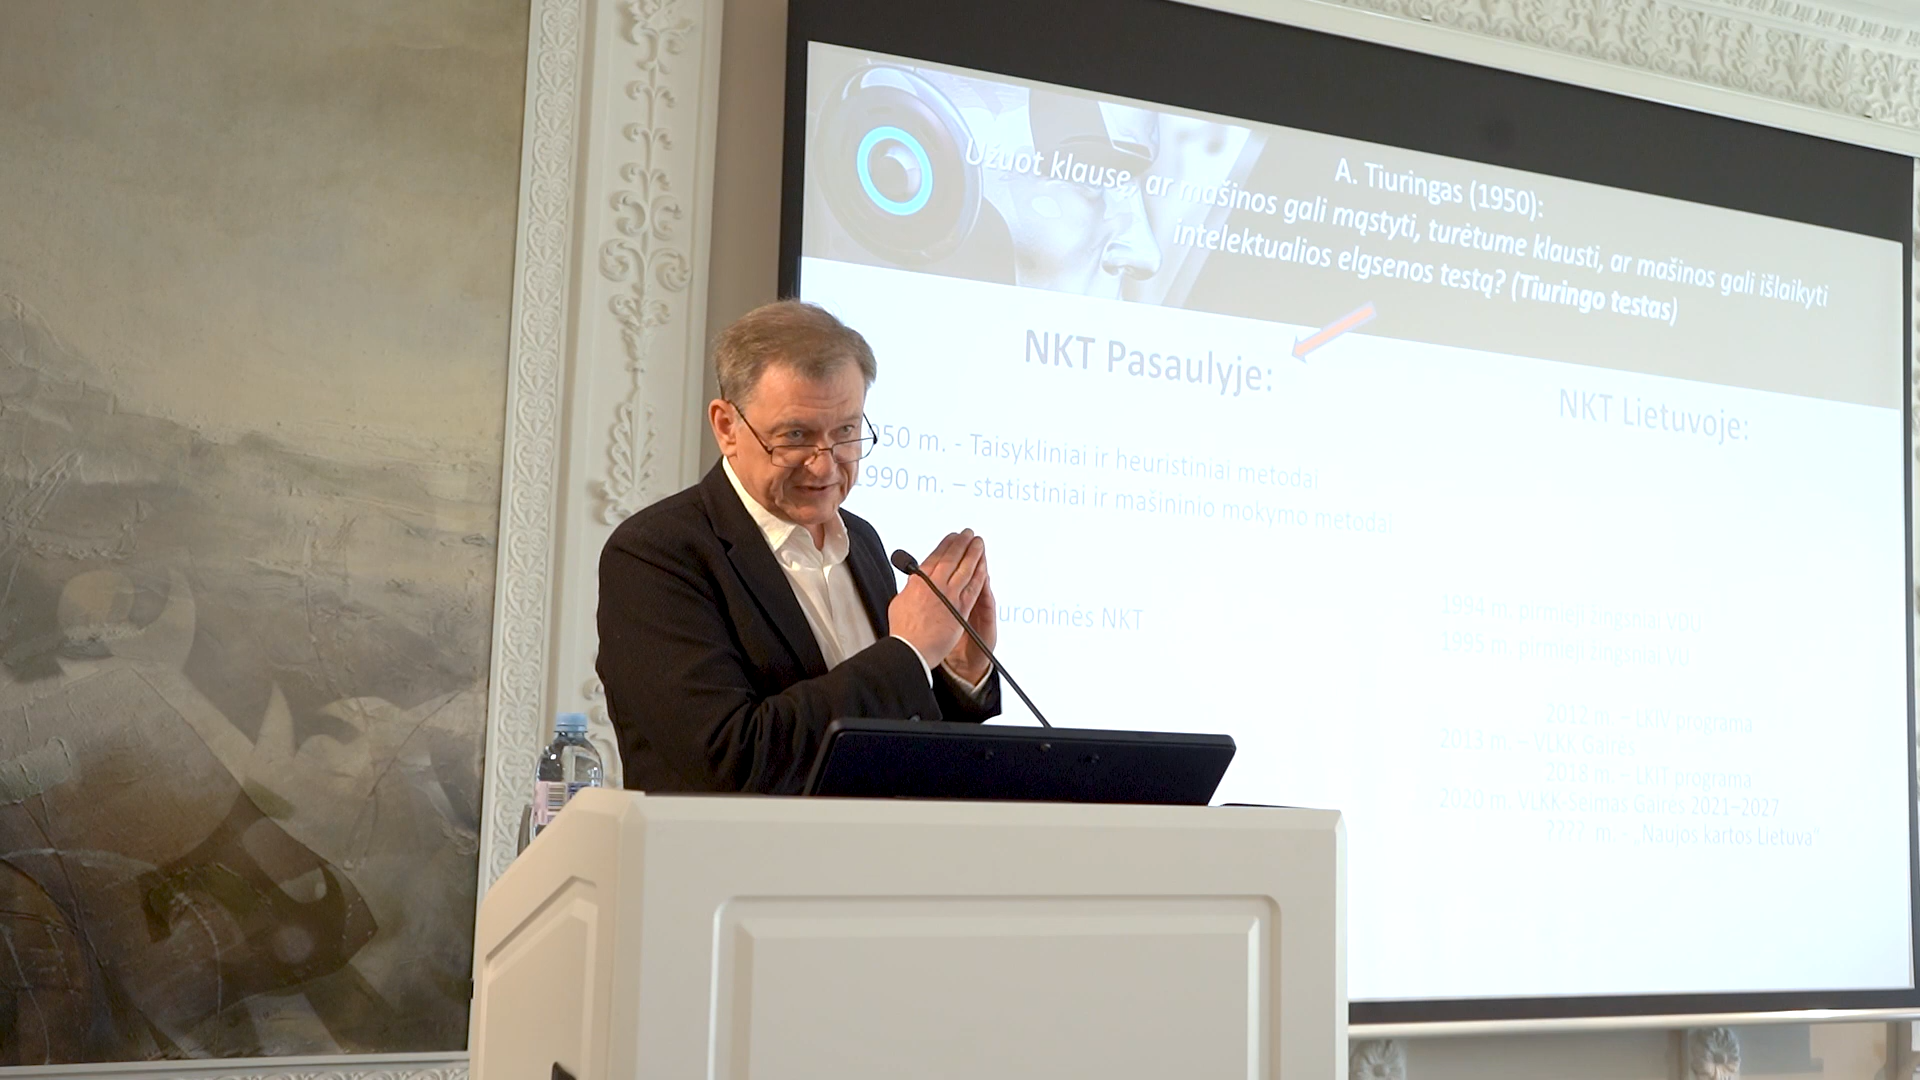 A. Tiuringas (1950):
Užuot klausę, ar mašinos gali mąstyti, turėtume klausti, ar mašinos gali išlaikyti
intelektualios elgsenos testą? (Tiuringo testas)
NKT Pasaulyje:
950 m. - Taisykliniai ir heuristiniai metodai
1990 m. – statistiniai ir mašininio mokymo metodai
uroninės NKT
NKT Lietuvoje:
1994 m. pirmieji žingsniai VDU
1995 m. pirmieji žingsniai VU
2012 m. – LKIV programa
2013 m. – VLKK Gairės
2018 m. – LKIT programa
2020 m. VLKK-Seimas Gairės 2021–2027
???? m. - „Naujos kartos Lietuva"